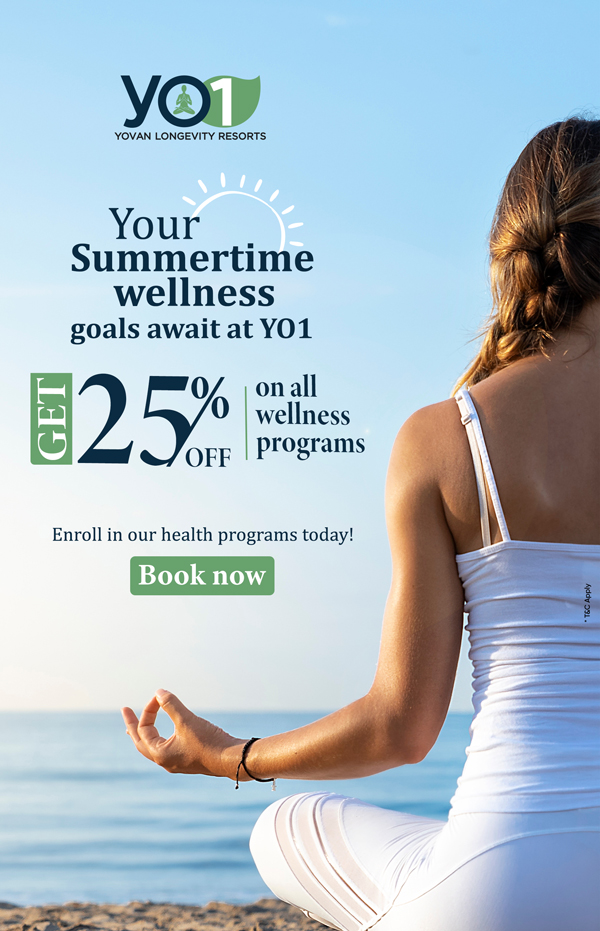 YO1
YOVAN LONGEVITY RESORTS
Your
Summertime
wellness
goals await at YO1
GET 25% OFF
on all
wellness
programs
Enroll in our health programs today!
Book now
* T&C Apply